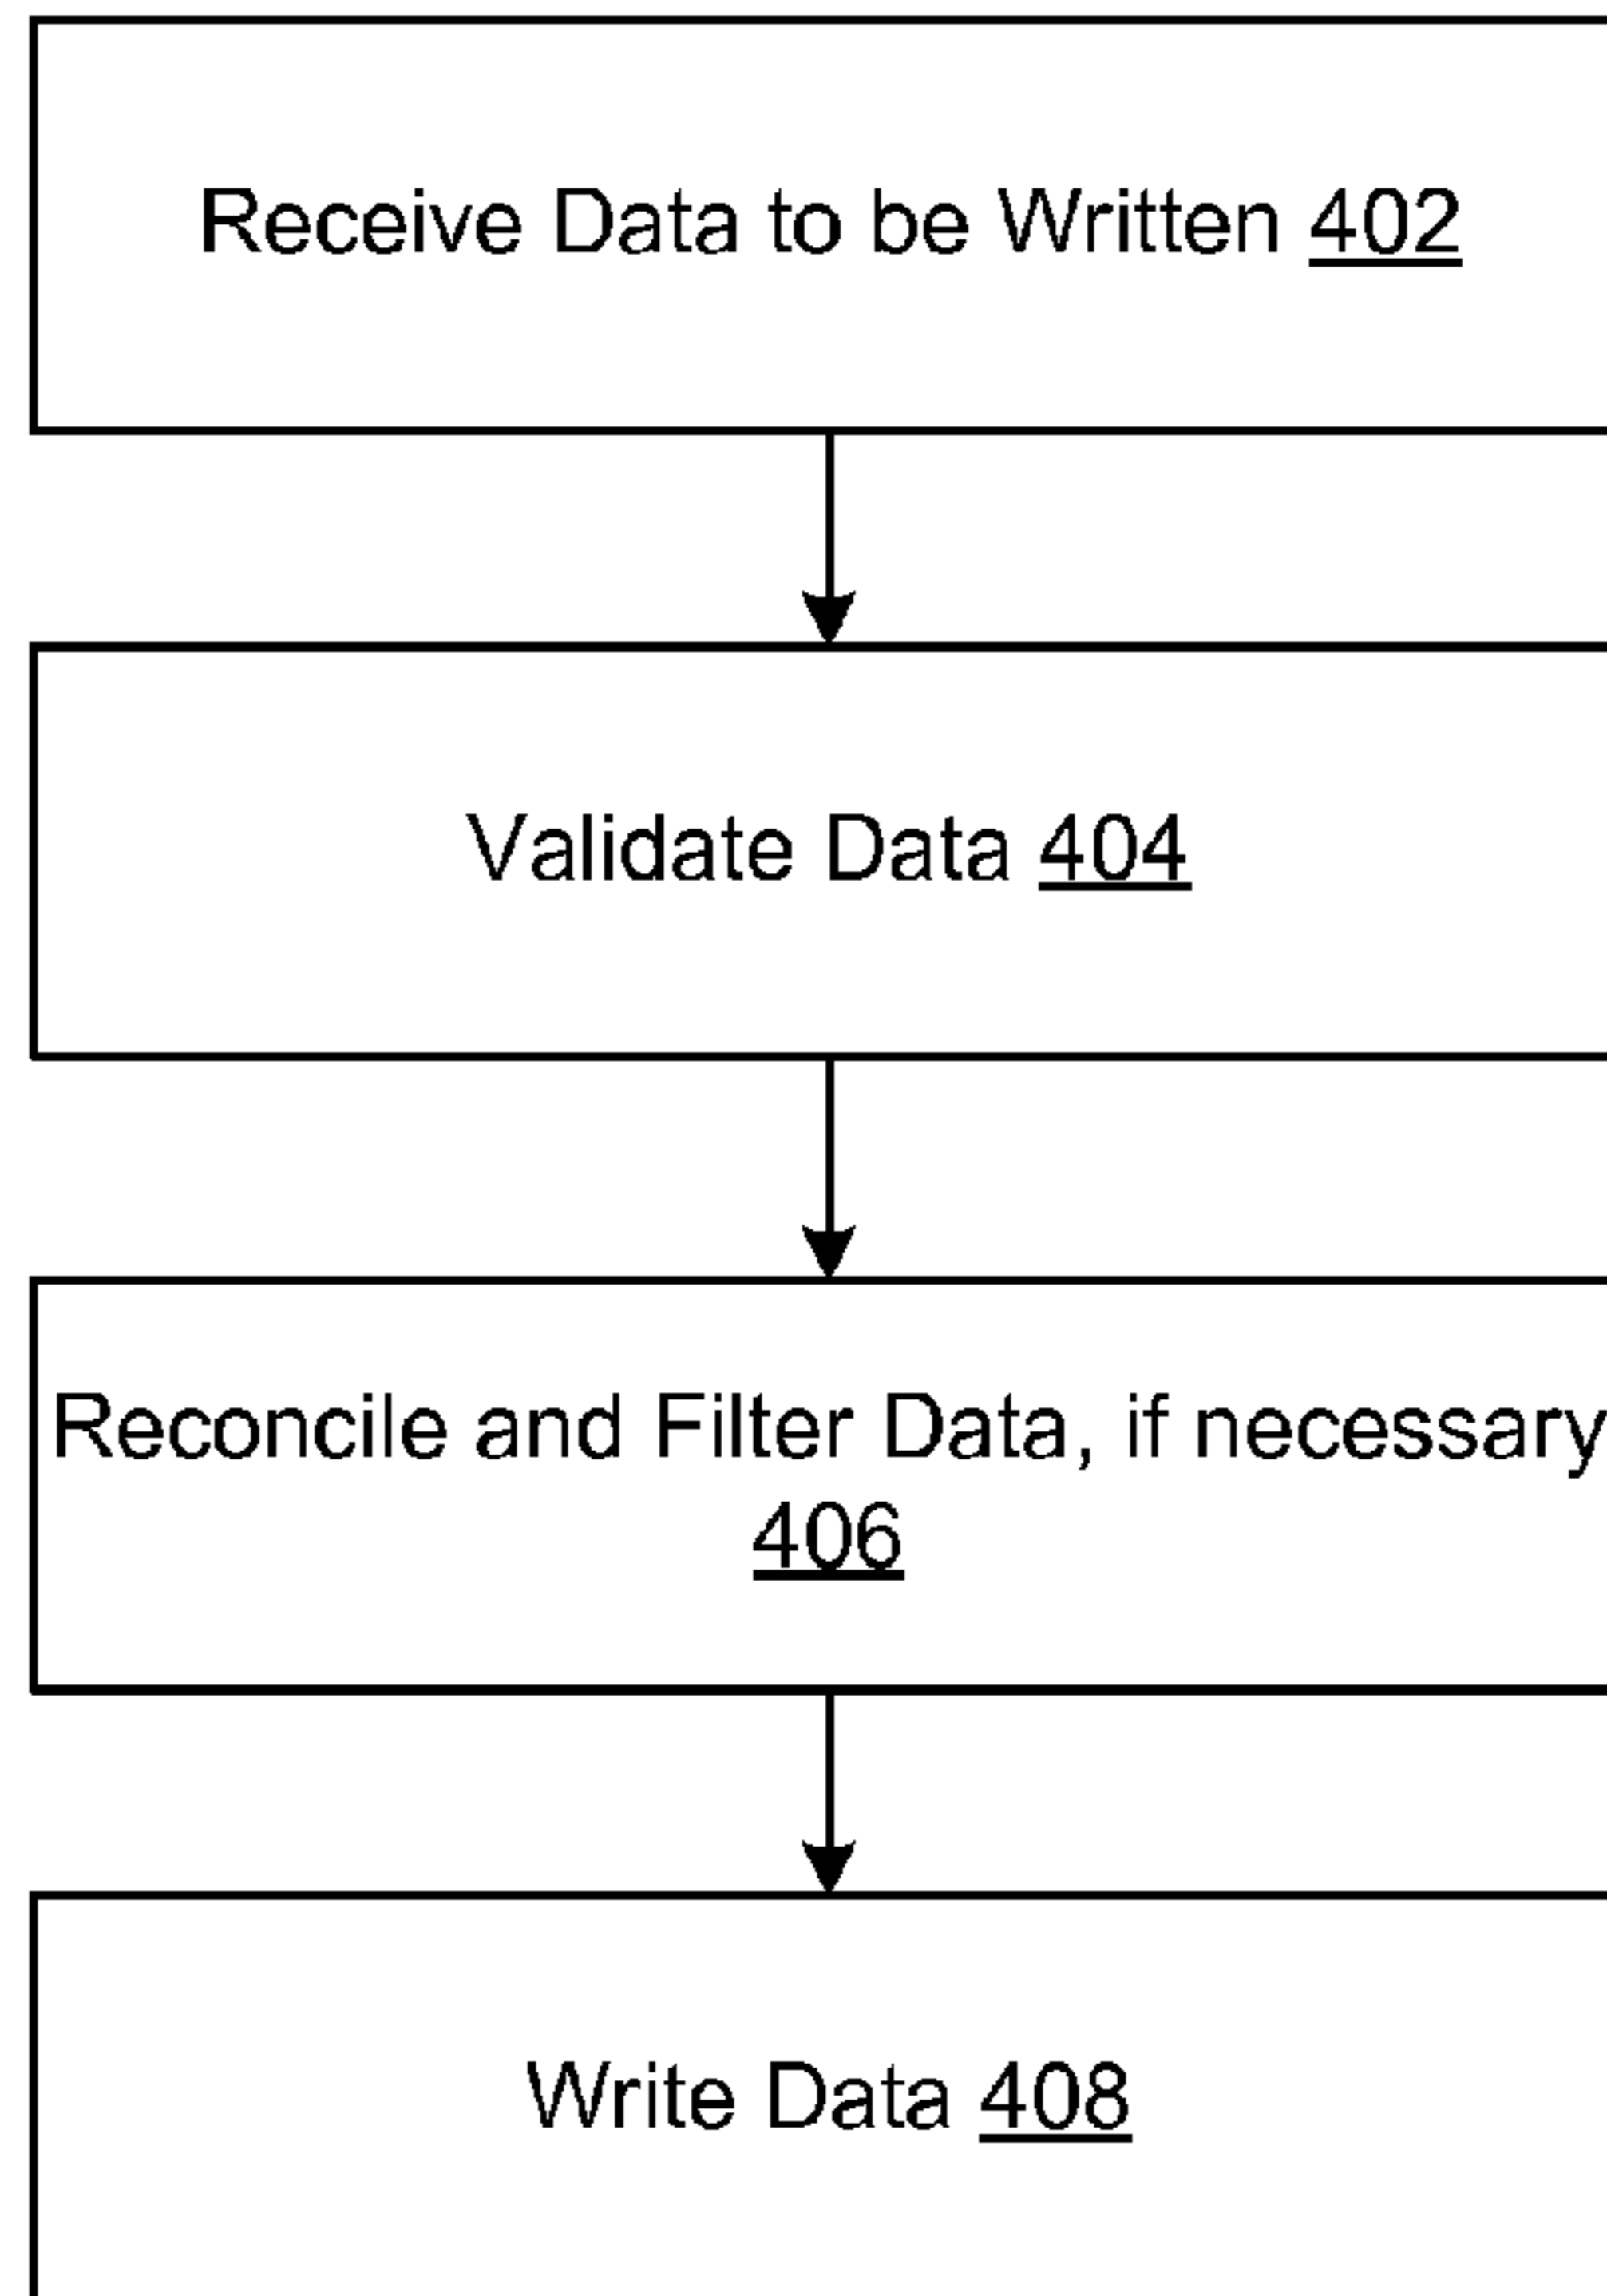 Receive Data to be Written 402
Validate Data 404
Reconcile and Filter Data, if necessary
406
Write Data 408